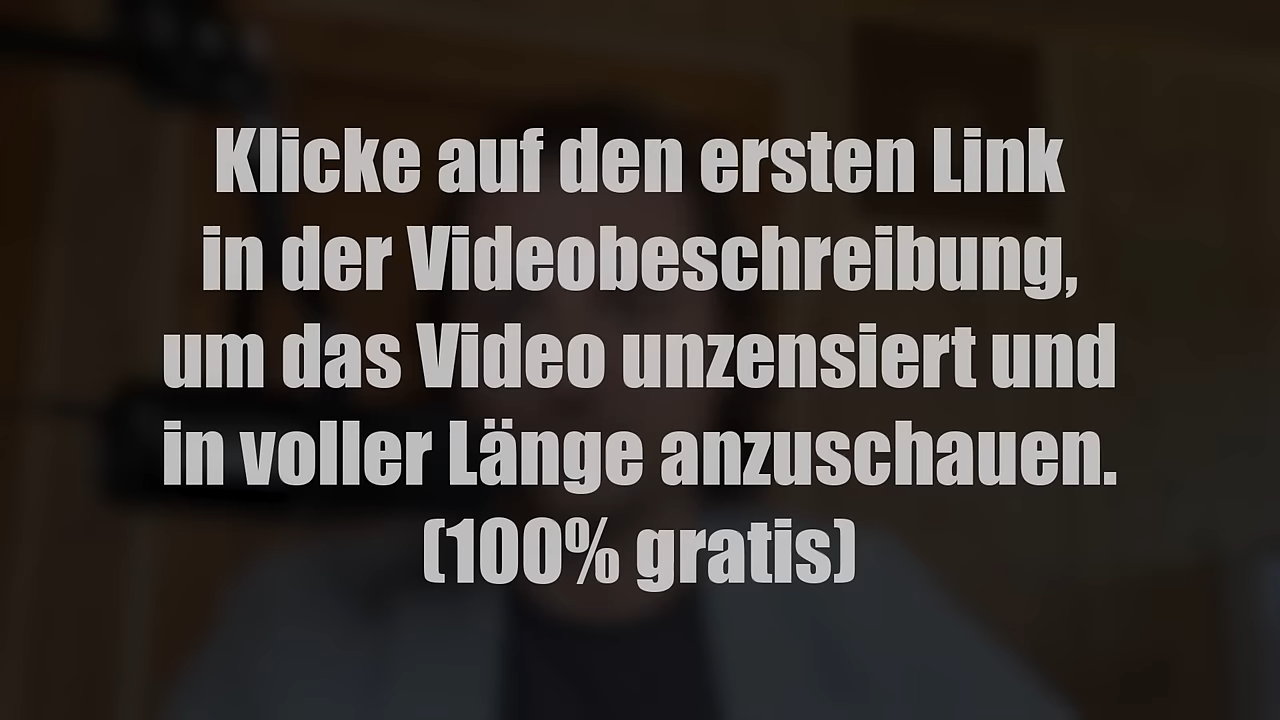 Klicke auf den ersten Link
in der Videobeschreibung,
um das Video unzensiert und
in voller Länge anzuschauen.
(100% gratis)